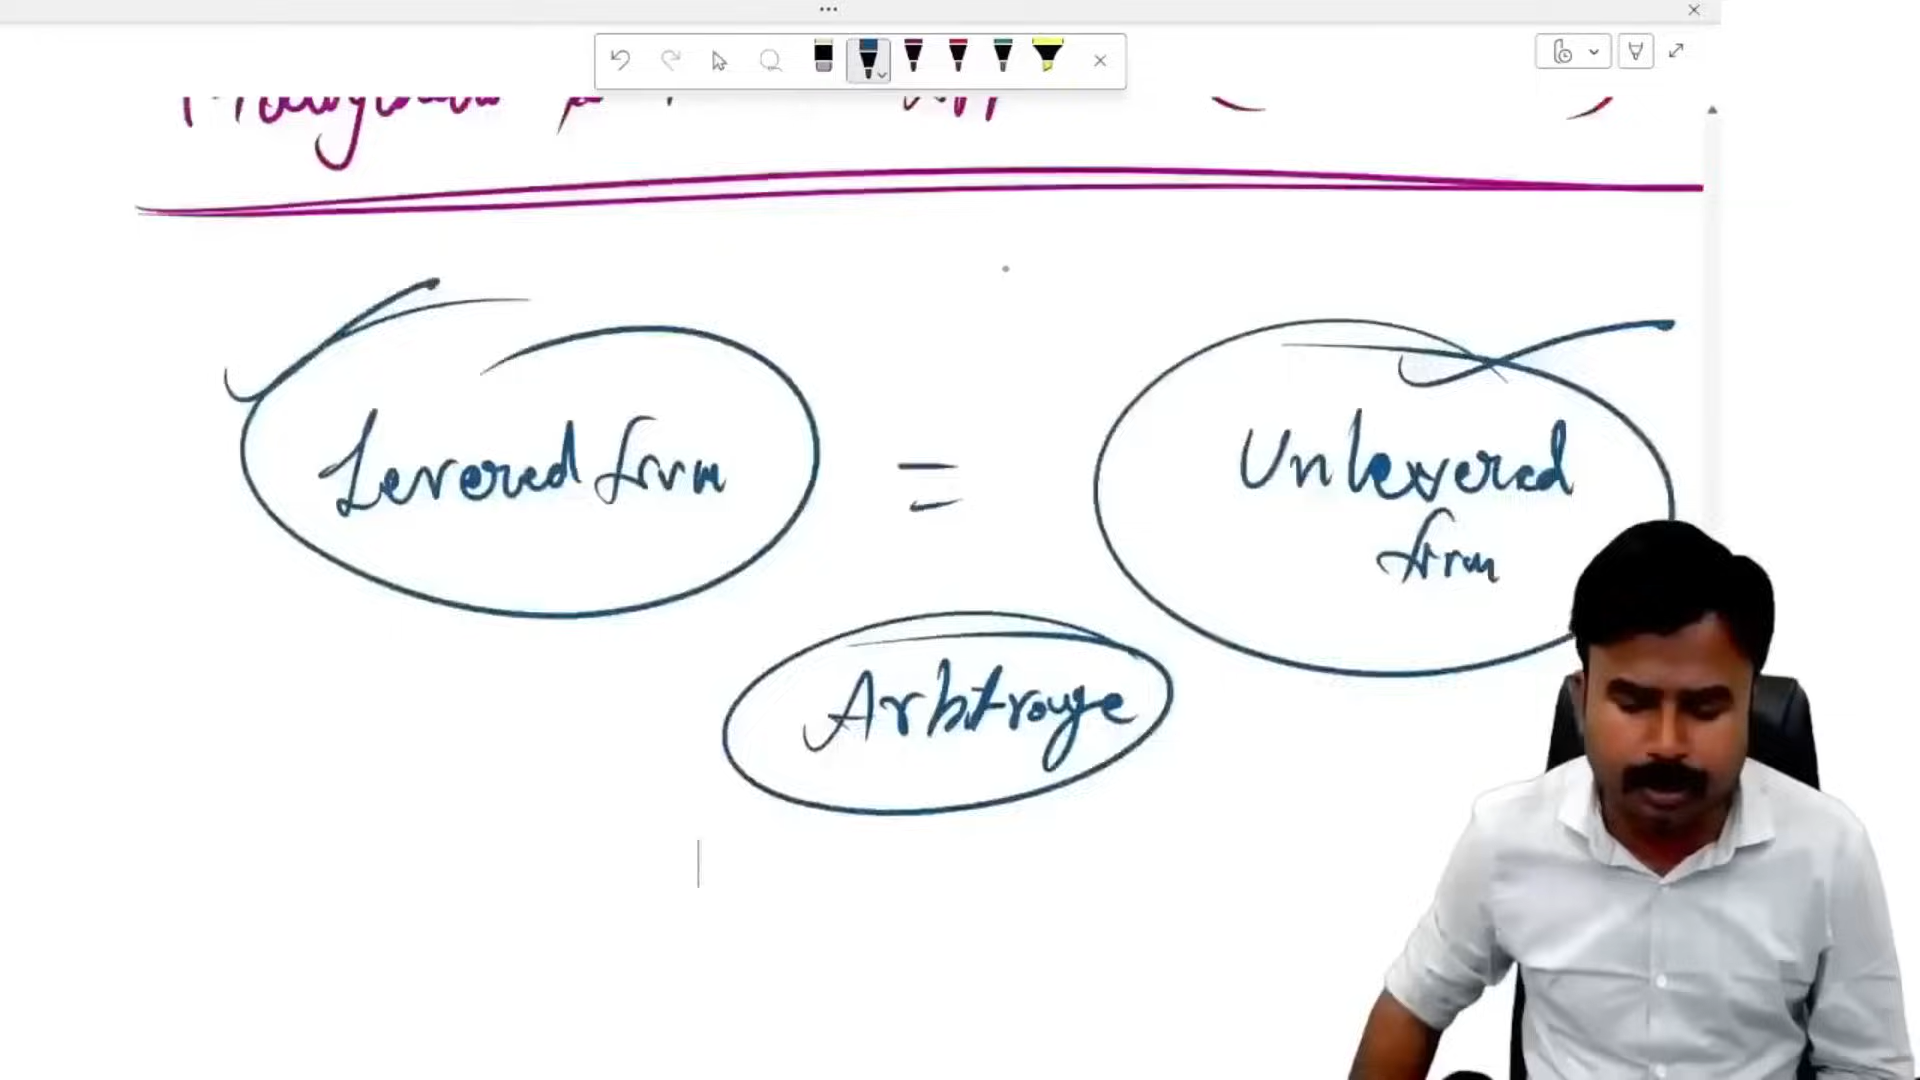 Levered firm = Unlevered
firm
Arbitrage